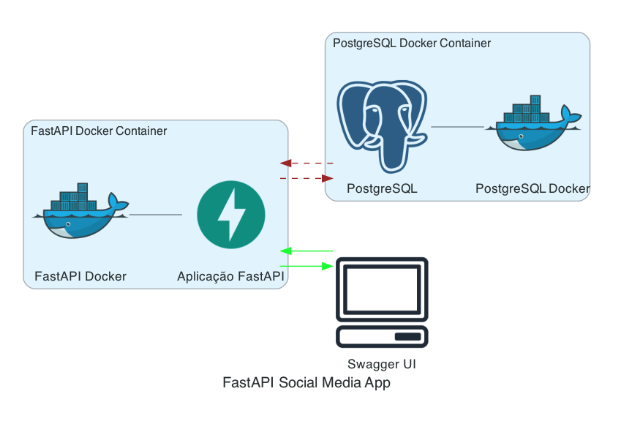 PostgreSQL Docker Container
PostgreSQL
PostgreSQL Docker
FastAPI Docker Container
FastAPI Docker
Aplicação FastAPI
Swagger UI
FastAPI Social Media App